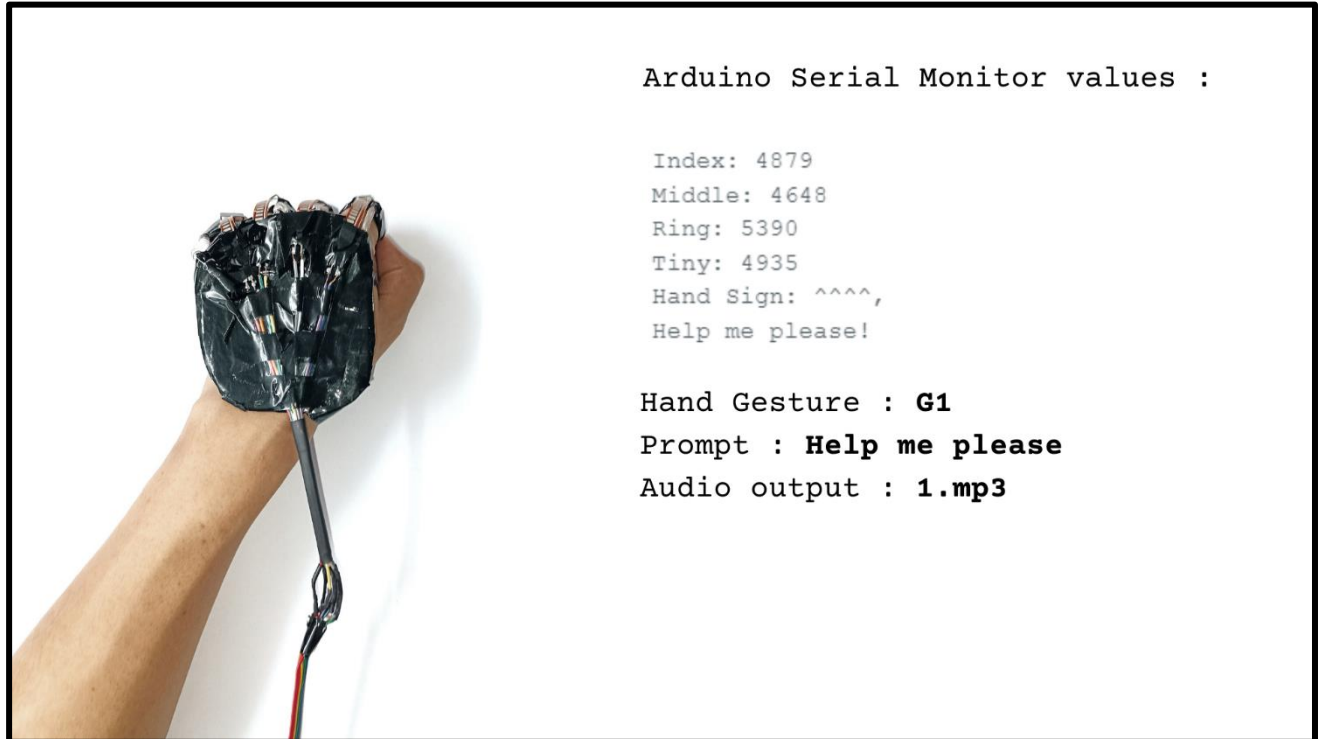 Arduino Serial Monitor values :
Index: 4879
Middle: 4648
Ring: 5390
Tiny: 4935
Hand Sign: ^^^^,
Help me please!
Hand Gesture : G1
Prompt : Help me please
Audio output : 1.mp3